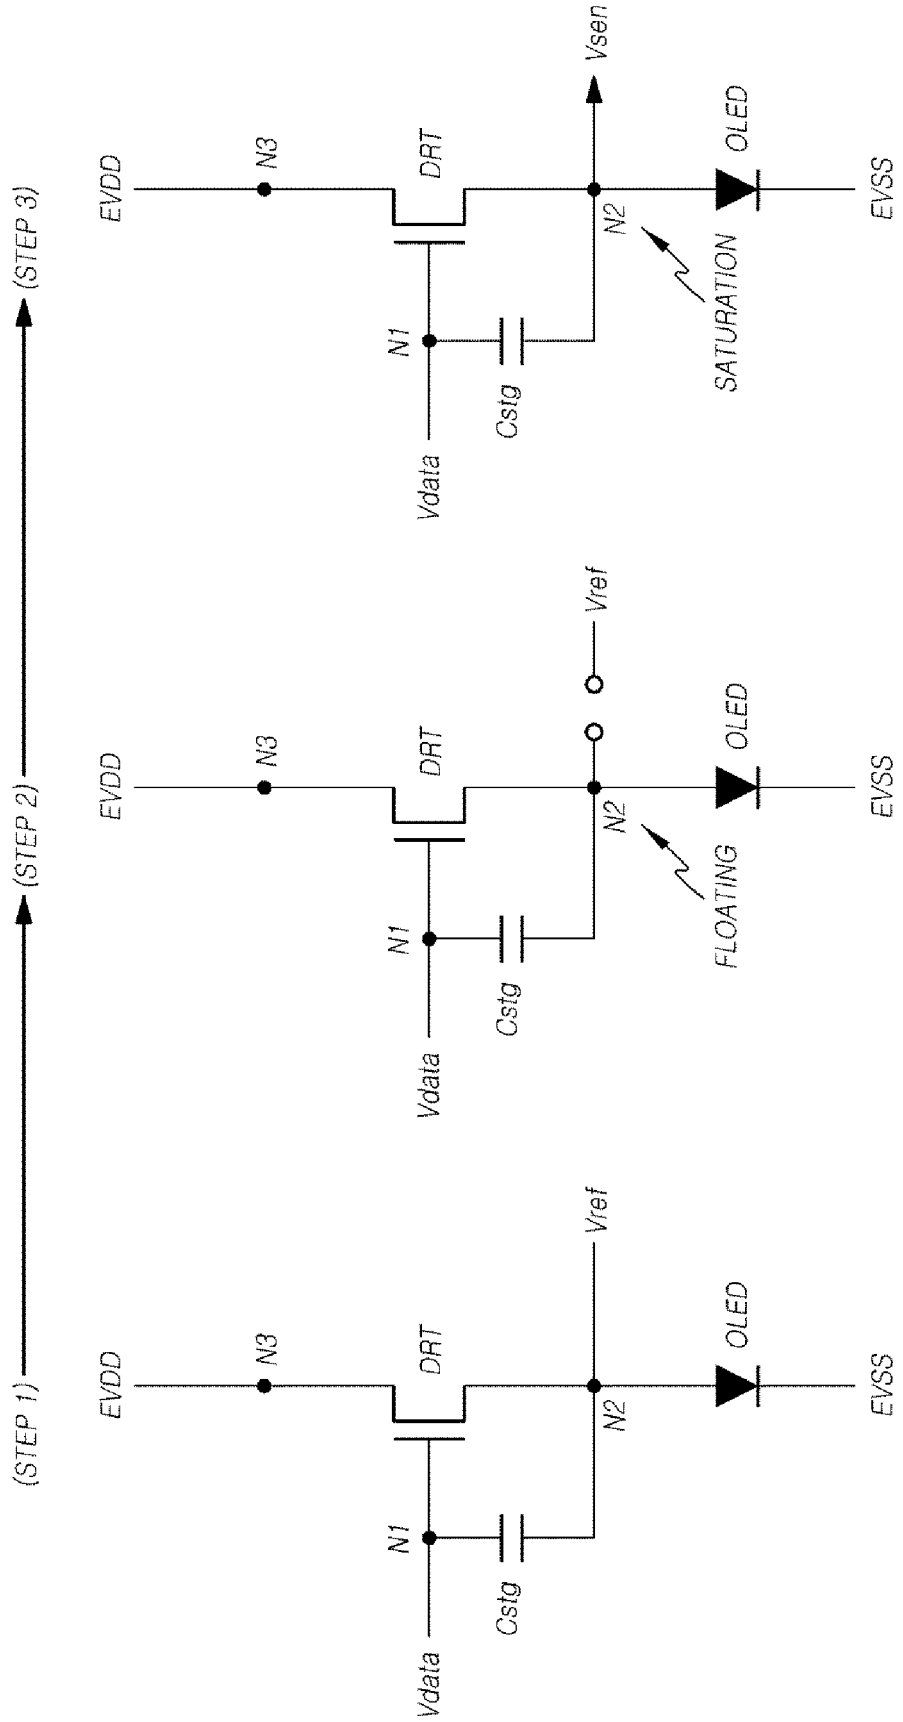 (STEP 1)
(STEP 2)
(STEP 3)
EVDD
N3
DRT
N1
Vdata
Cstg
N2
Vref
OLED
EVSS
EVDD
N3
DRT
N1
Vdata
Cstg
N2
Vref
FLOATING
OLED
EVSS
EVDD
N3
DRT
N1
Vdata
Cstg
N2
Vsen
SATURATION
OLED
EVSS